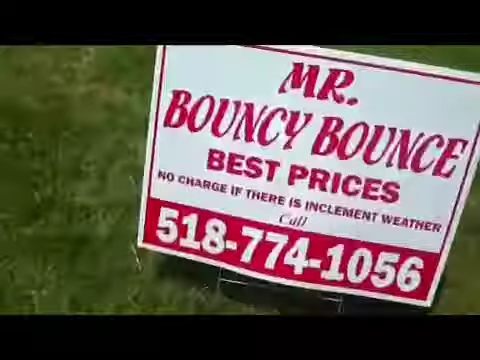 MR.
BOUNCY BOUNCE
BEST PRICES
NO CHARGE IF THERE IS INCLEMENT WEATHER
Call
518-774-1056